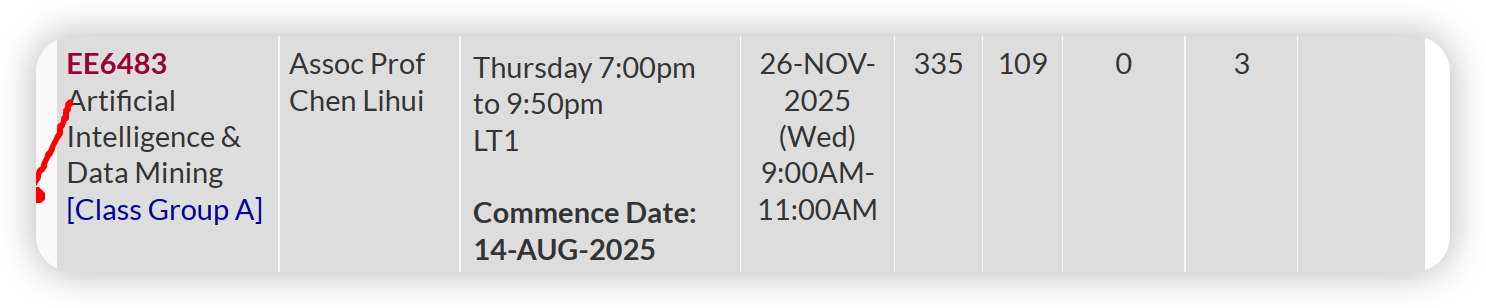 EE6483
Artificial
Intelligence &
Data Mining
[Class Group A]
Assoc Prof
Chen Lihui
Thursday 7:00pm
to 9:50pm
LT1
Commence Date:
14-AUG-2025
26-NOV-
2025
(Wed)
9:00AM-
11:00AM
335
109
0
3